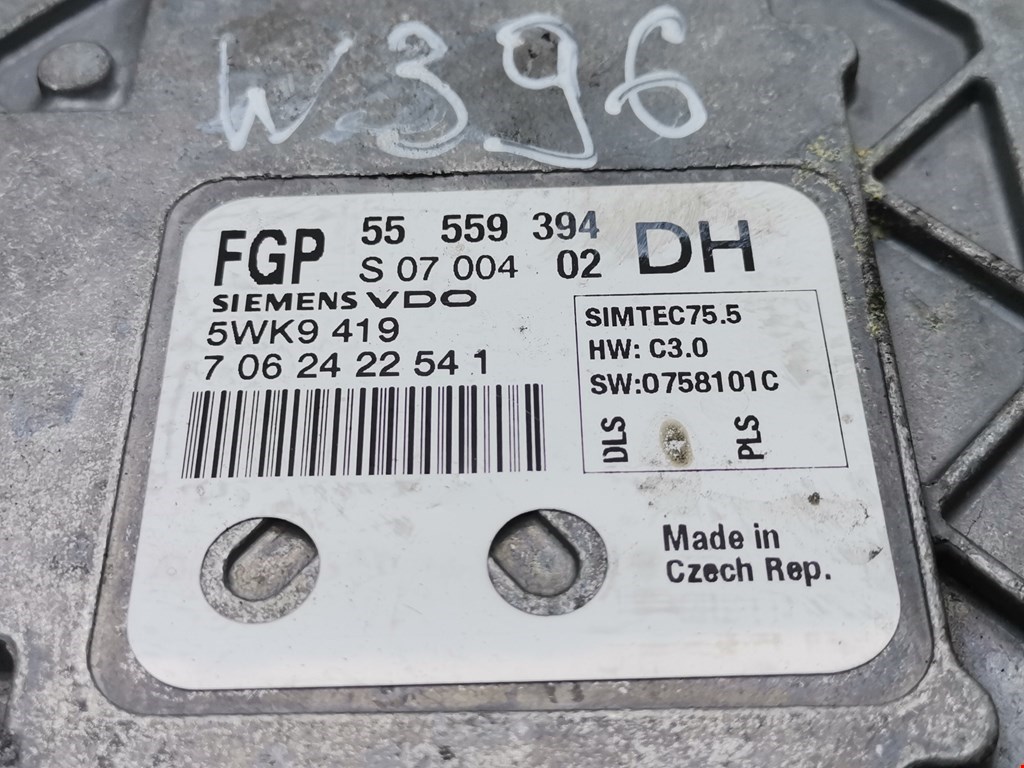 W396
FGP 55 559 394 DH
S 07 004 02
SIEMENS VDO
5WK9 419
7 06 24 22 54 1
SIMTEC75.5
HW: C3.0
SW:0758101C
DLS PLS
Made in
Czech Rep.